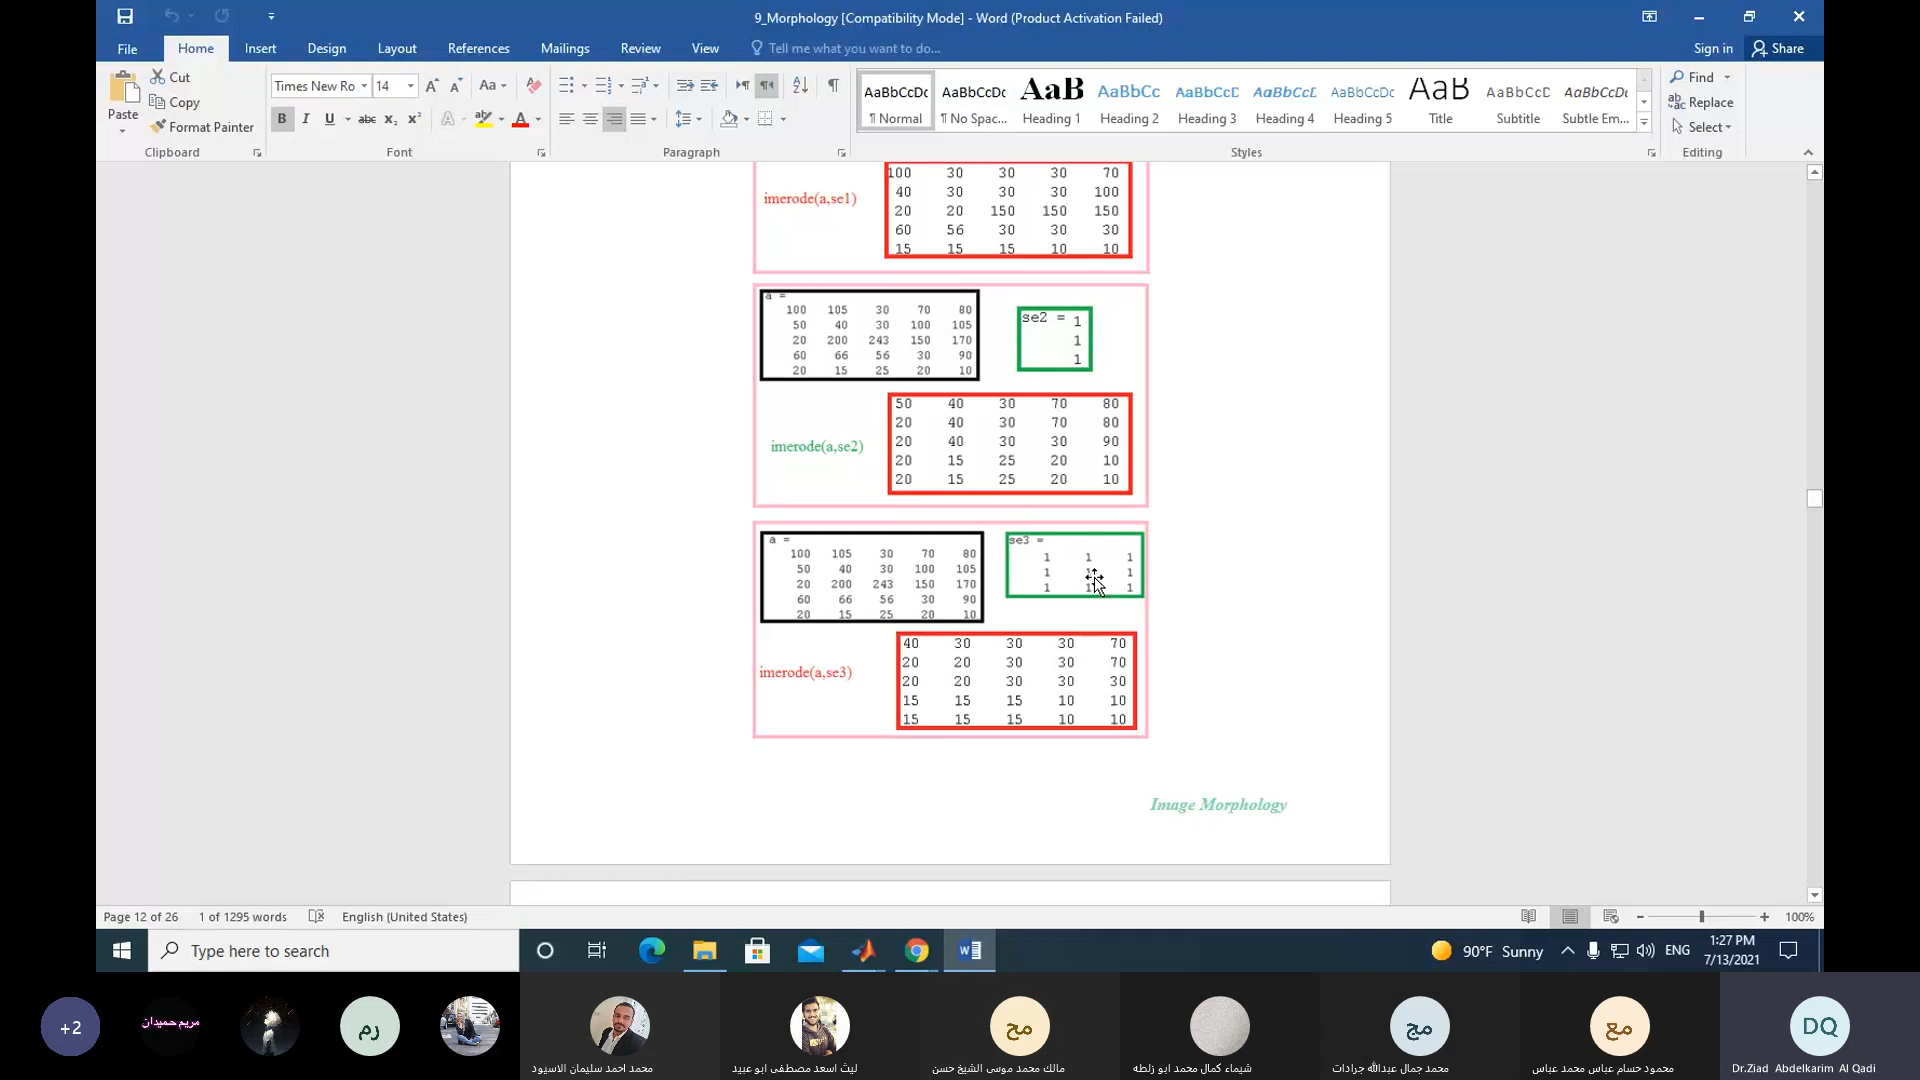 9_Morphology [Compatibility Mode] - Word (Product Activation Failed)
File Home Insert Design Layout References Mailings Review View Tell me what you want to do... Sign in Share
Paste Cut Copy Format Painter
Times New Ro 14
AaBbCcDc AaBbCcDc AaB AaBbCc AaBbCcD AaBbCcD AaBbCcDc AaB AaBbCcD AaBbCcDc
¶ Normal ¶ No Spac... Heading 1 Heading 2 Heading 3 Heading 4 Heading 5 Title Subtitle Subtle Em...
Find Replace Select
Clipboard Font Paragraph Styles Editing
imerode(a,se1)
100 30 30 30 70
40 30 30 30 100
20 20 150 150 150
60 56 30 30 30
15 15 15 10 10
a =
100 105 30 70 80
50 40 30 100 105
20 200 243 150 170
60 66 56 30 90
20 15 25 20 10
se2 = 1
1
1
imerode(a,se2)
50 40 30 70 80
20 40 30 70 80
20 40 30 30 90
20 15 25 20 10
20 15 25 20 10
a =
100 105 30 70 80
50 40 30 100 105
20 200 243 150 170
60 66 56 30 90
20 15 25 20 10
se3 =
1 1 1
1 1 1
1 1 1
imerode(a,se3)
40 30 30 30 70
20 20 30 30 70
20 20 30 30 30
15 15 15 10 10
15 15 15 10 10
Image Morphology
Page 12 of 26 1 of 1295 words English (United States) 100%
Type here to search 90°F Sunny ENG 1:27 PM
7/13/2021
+2 مريم حميدان رم مح مج مع DQ
محمد احمد سليمان الاسيود
ليث اسعد مصطفى ابو عبيد
مالك محمد موسى الشيخ حسن
شيماء كمال محمد ابو زلطه
محمد جمال عبدالله جرادات
محمود حسام عباس محمد عباس
Dr.Ziad Abdelkarim Al Qadi